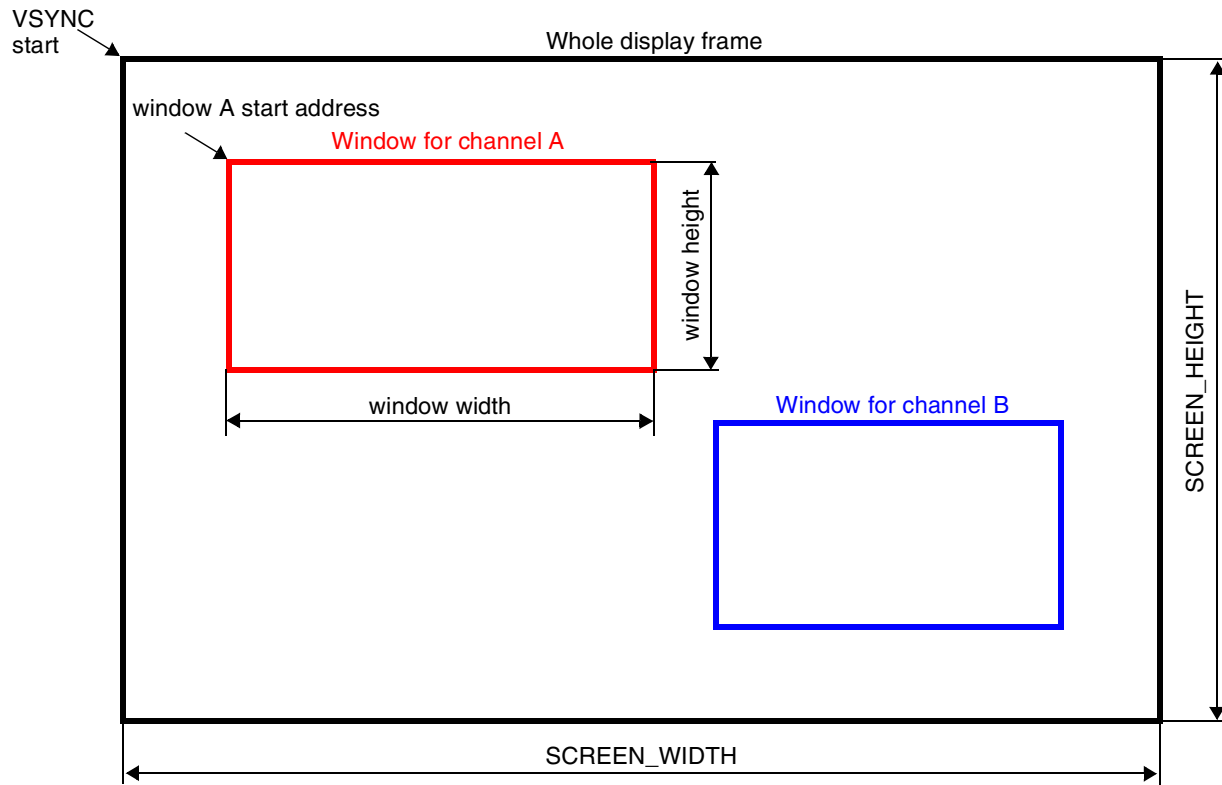 VSYNC
start
Whole display frame
window A start address
Window for channel A
window height
window width
Window for channel B
SCREEN_HEIGHT
SCREEN_WIDTH